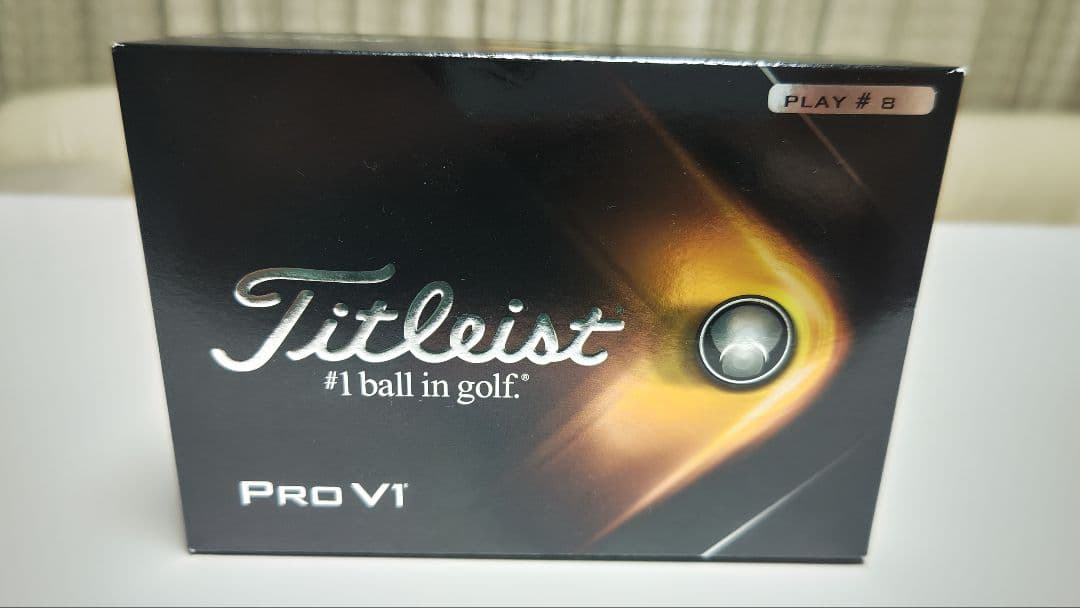 PLAY # 8
Titleist
#1 ball in golf.®
PRO V1